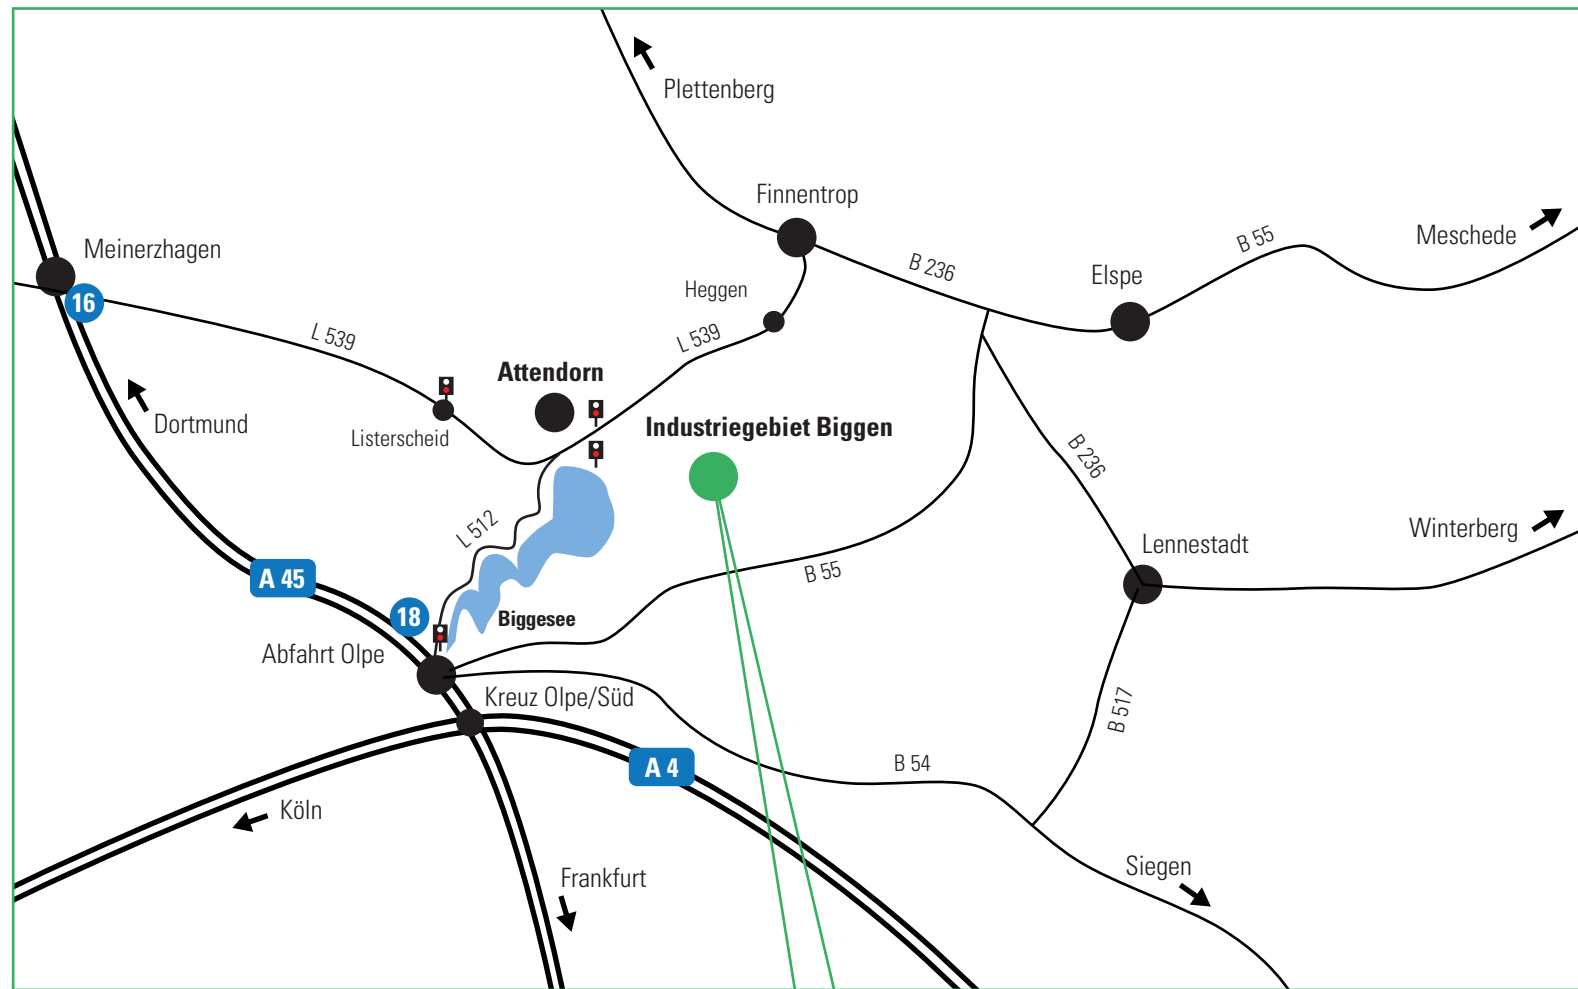 Plettenberg
Finnentrop
Meschede
B 55
Meinerzhagen
B 236
Elspe
Heggen
16
L 539
L 539
Attendorn
Dortmund
Listerscheid
Industriegebiet Biggen
B 236
L 512
Winterberg
Lennestadt
B 55
A 45
18
Biggesee
Abfahrt Olpe
Kreuz Olpe/Süd
B 517
A 4
B 54
Köln
Siegen
Frankfurt